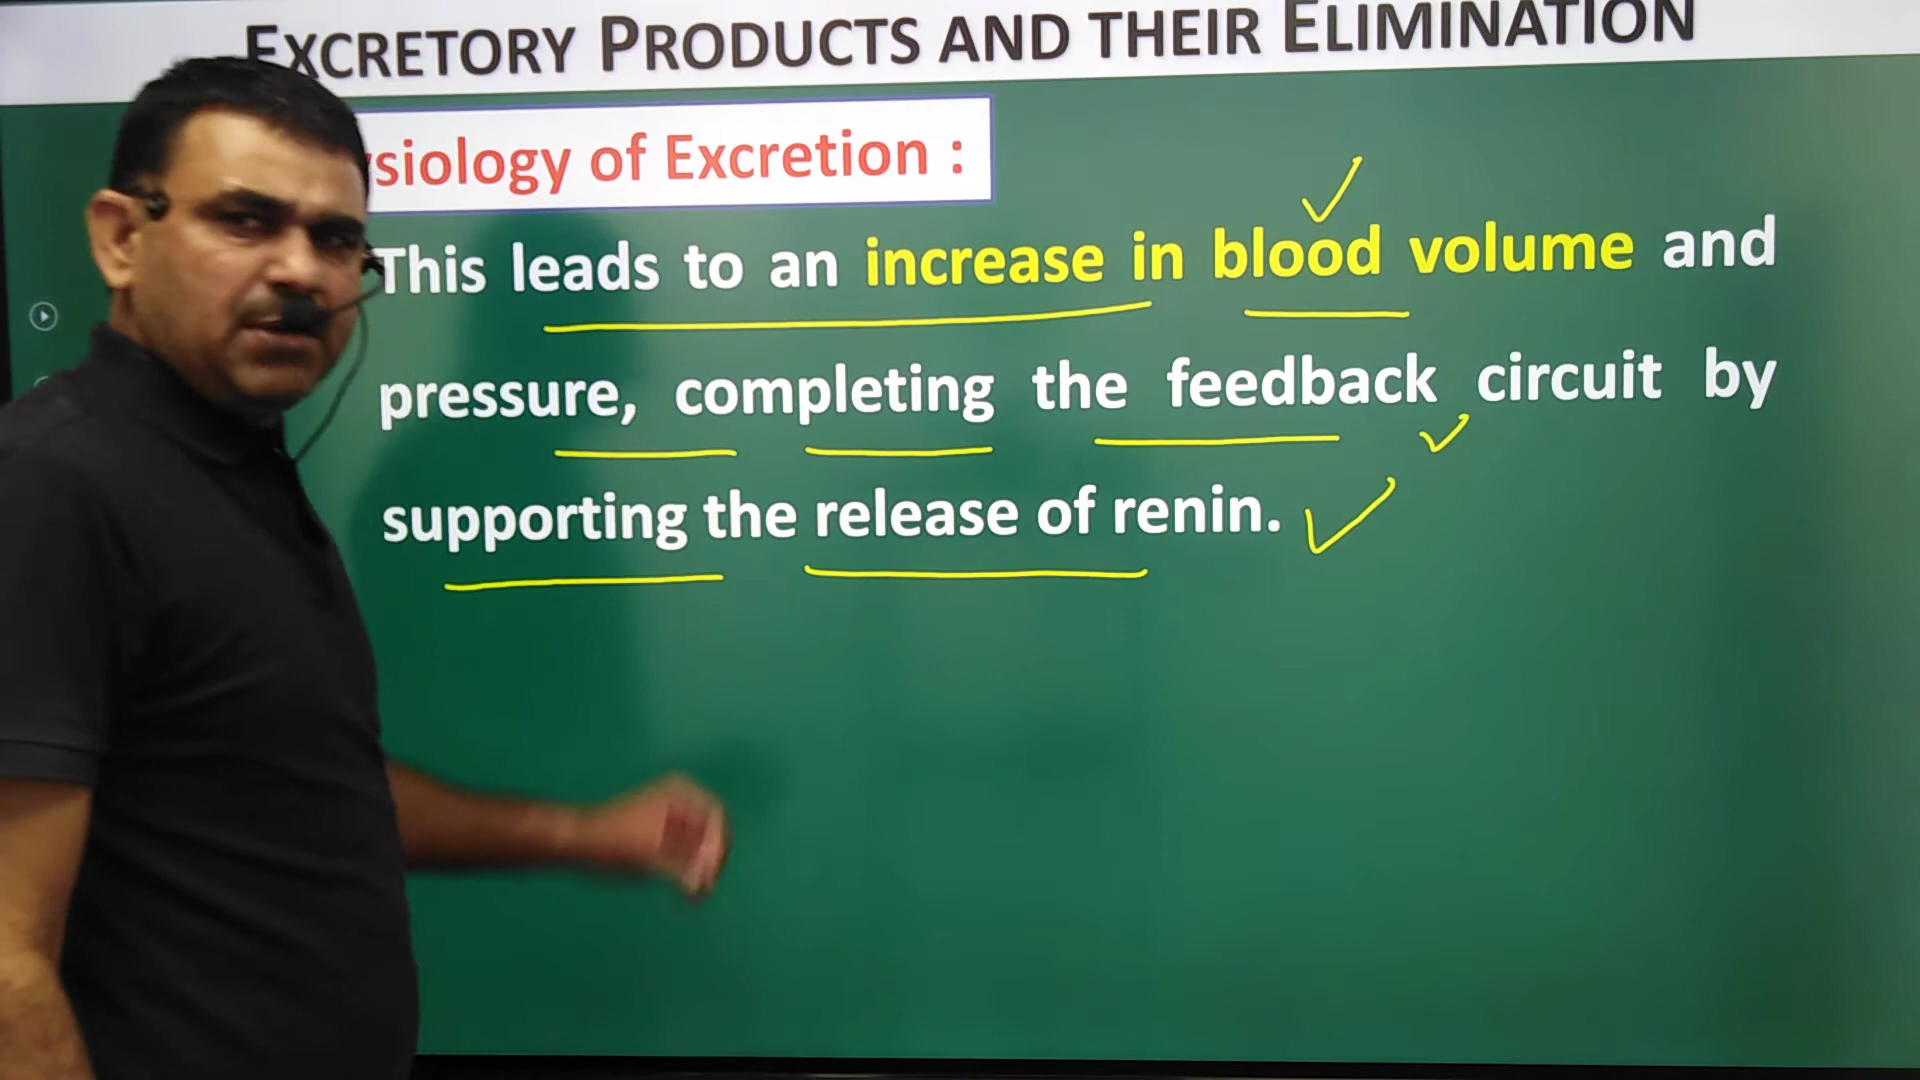 EXCRETORY PRODUCTS AND THEIR ELIMINATION
siology of Excretion :
This leads to an increase in blood volume and
pressure, completing the feedback circuit by
supporting the release of renin.